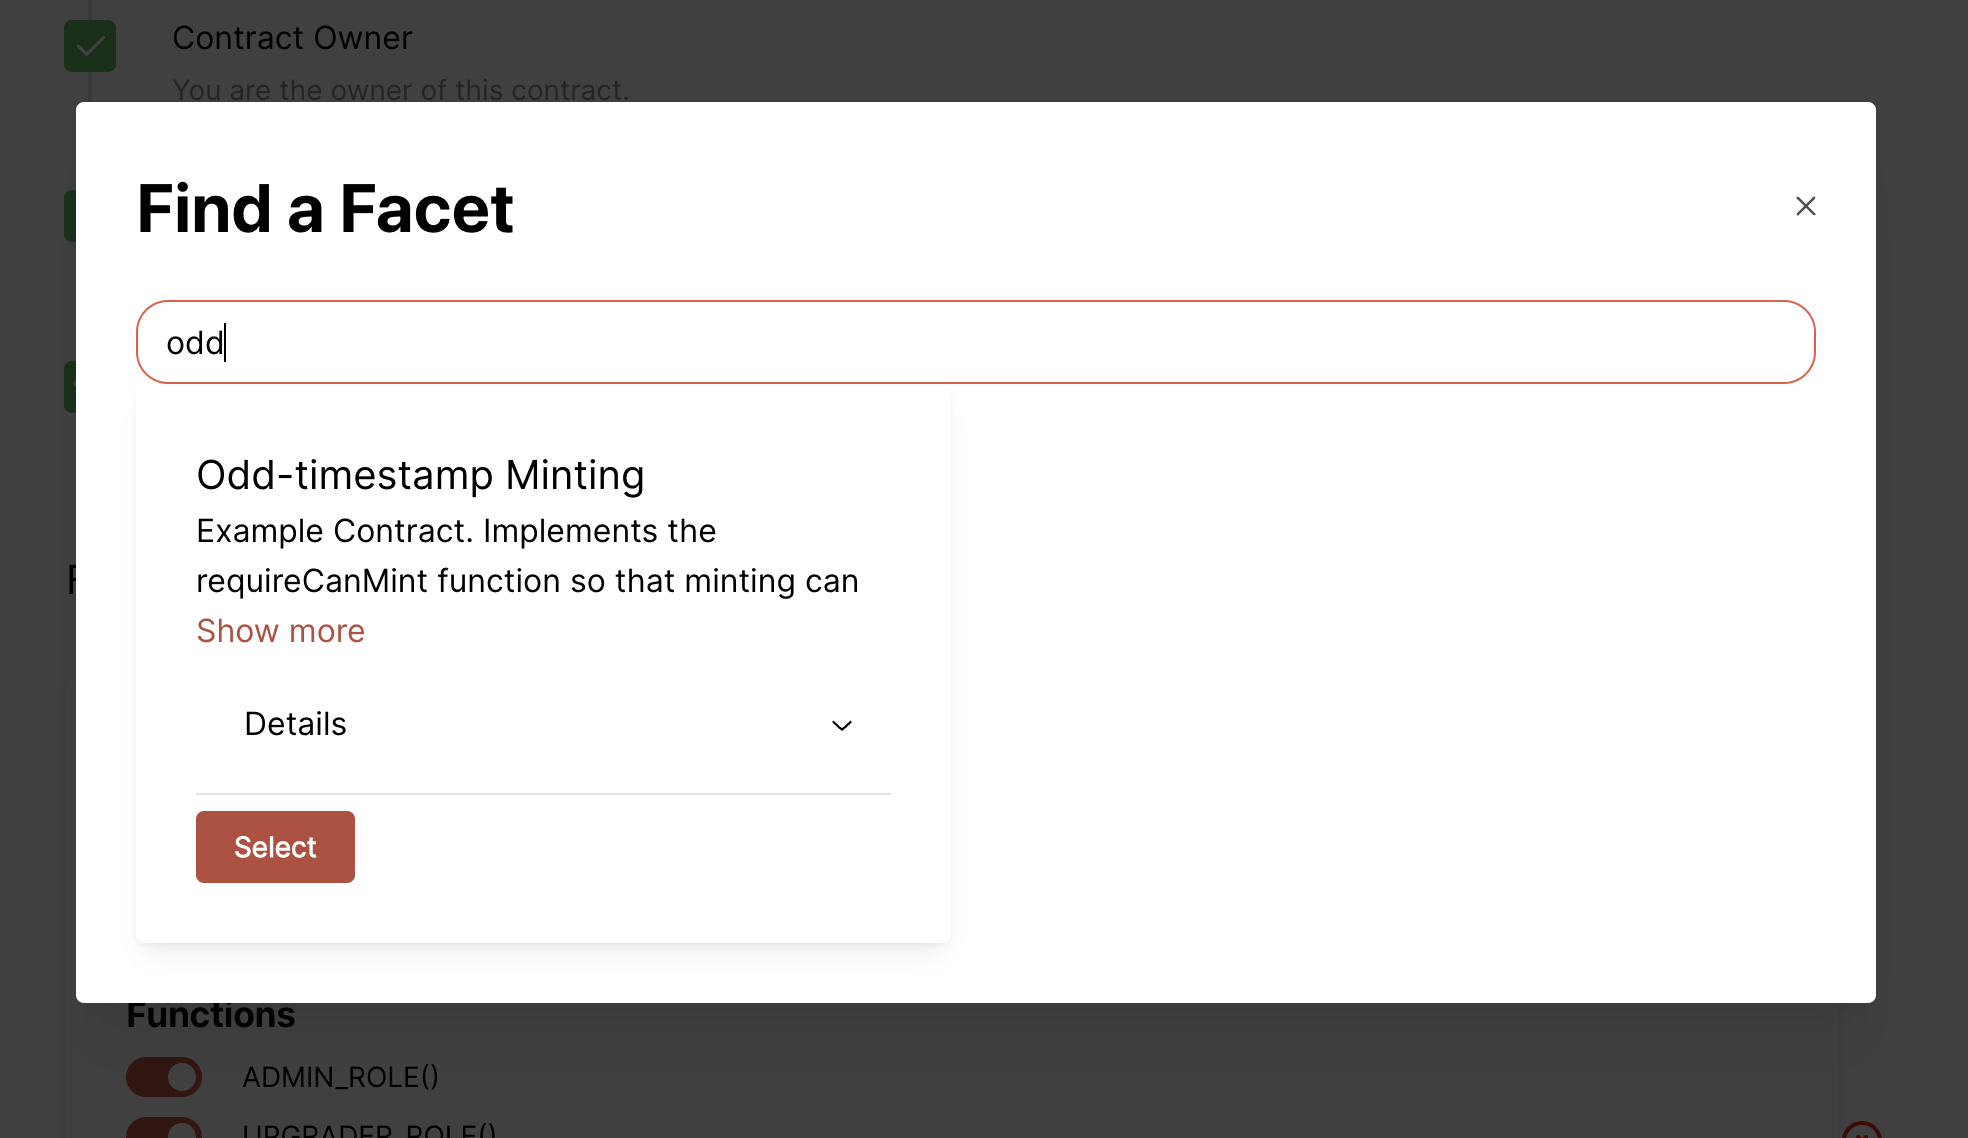 Contract Owner
You are the owner of this contract.
Find a Facet
odd
Odd-timestamp Minting
Example Contract. Implements the
requireCanMint function so that minting can
Show more
Details
Select
Functions
ADMIN_ROLE()
UPGRADER_ROLE()